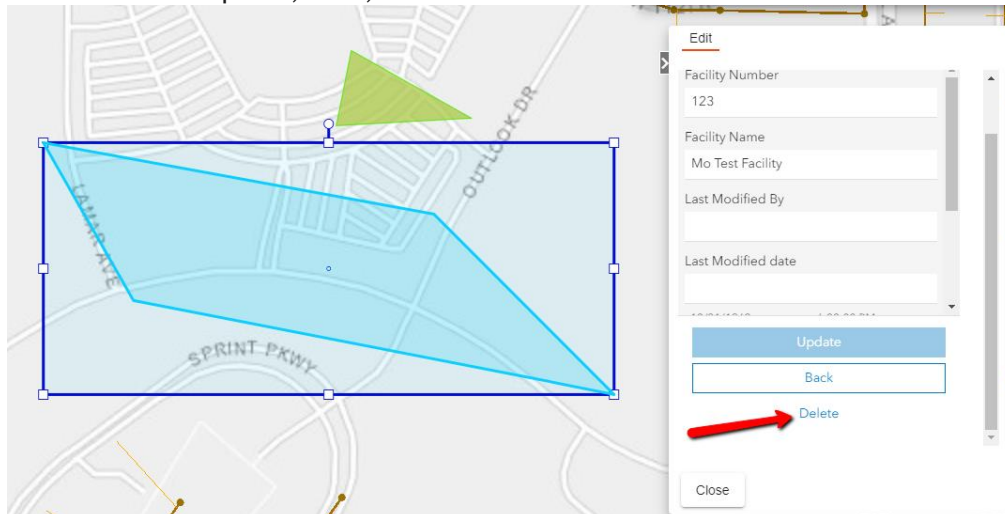 Edit
Facility Number
123
Facility Name
Mo Test Facility
Last Modified By
Last Modified date
Update
Back
Delete
Close
OUTLOOK DR
LAMAR AVE
SPRINT PKWY